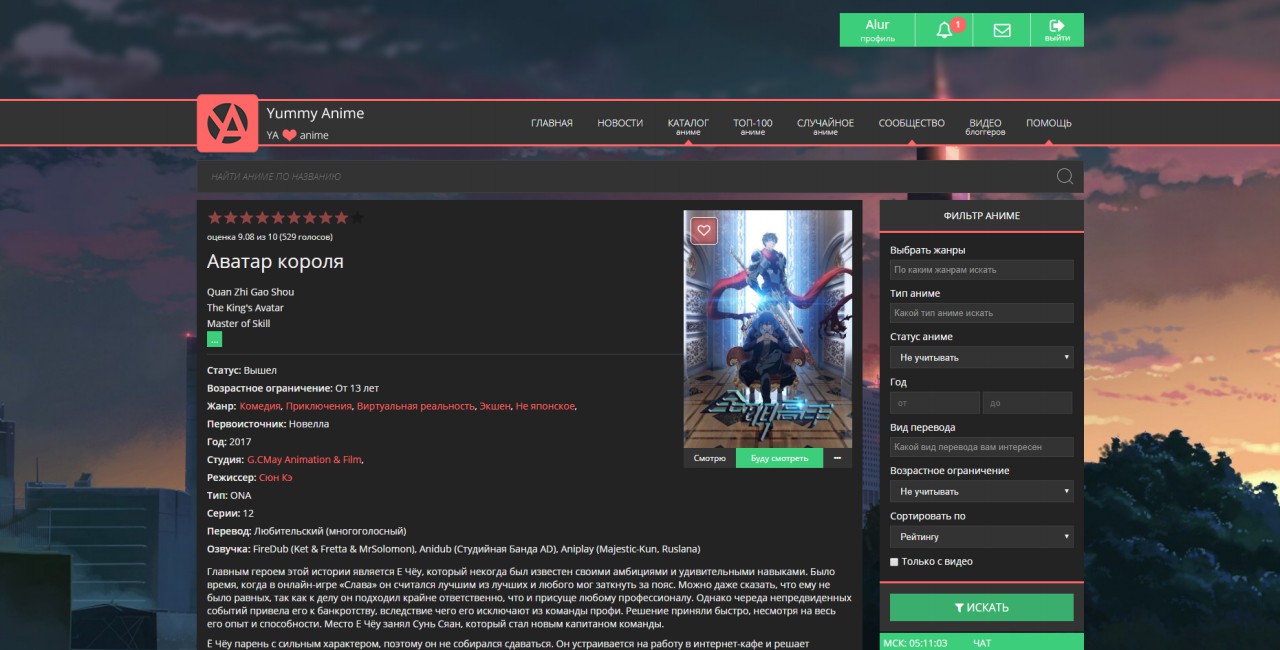 Alur
профиль
1
выйти
Yummy Anime
YA anime
ГЛАВНАЯ
НОВОСТИ
КАТАЛОГ
аниме
ТОП-100
аниме
СЛУЧАЙНОЕ
аниме
СООБЩЕСТВО
ВИДЕО
блоггеров
ПОМОЩЬ
НАЙТИ АНИМЕ ПО НАЗВАНИЮ
оценка 9.08 из 10 (529 голосов)
Аватар короля
Quan Zhi Gao Shou
The King's Avatar
Master of Skill
...
Статус: Вышел
Возрастное ограничение: От 13 лет
Жанр: Комедия, Приключения, Виртуальная реальность, Экшен, Не японское,
Первоисточник: Новелла
Год: 2017
Студия: G.CMay Animation & Film,
Режиссер: Сюн Кэ
Тип: ONA
Серии: 12
Перевод: Любительский (многоголосный)
Озвучка: FireDub (Ket & Fretta & MrSolomon), Anidub (Студийная Банда AD), Aniplay (Majestic-Kun, Ruslana)
Главным героем этой истории является Е Чёу, который некогда был известен своими амбициями и удивительными навыками. Было
время, когда в онлайн-игре «Слава» он считался лучшим из лучших и любого мог заткнуть за пояс. Можно даже сказать, что ему не
было равных, так как к делу он подходил крайне ответственно, что и присуще любому профессионалу. Однако череда непредвиденных
событий привела его к банкротству, вследствие чего его исключают из команды профи. Решение приняли быстро, несмотря на весь
его опыт и способности. Место Е Чёу занял Сунь Сяан, который стал новым капитаном команды.
Ё Чёу парень с сильным характером, поэтому он не собирался сдаваться. Он устраивается на работу в интернет-кафе и решает
Смотрю
Буду смотреть
•••
ФИЛЬТР АНИМЕ
Выбрать жанры
По каким жанрам искать
Тип аниме
Какой тип аниме искать
Статус аниме
Не учитывать
Год
от
до
Вид перевода
Какой вид перевода вам интересен
Возрастное ограничение
Не учитывать
Сортировать по
Рейтингу
Только с видео
ИСКАТЬ
МСК: 05:11:03
ЧАТ